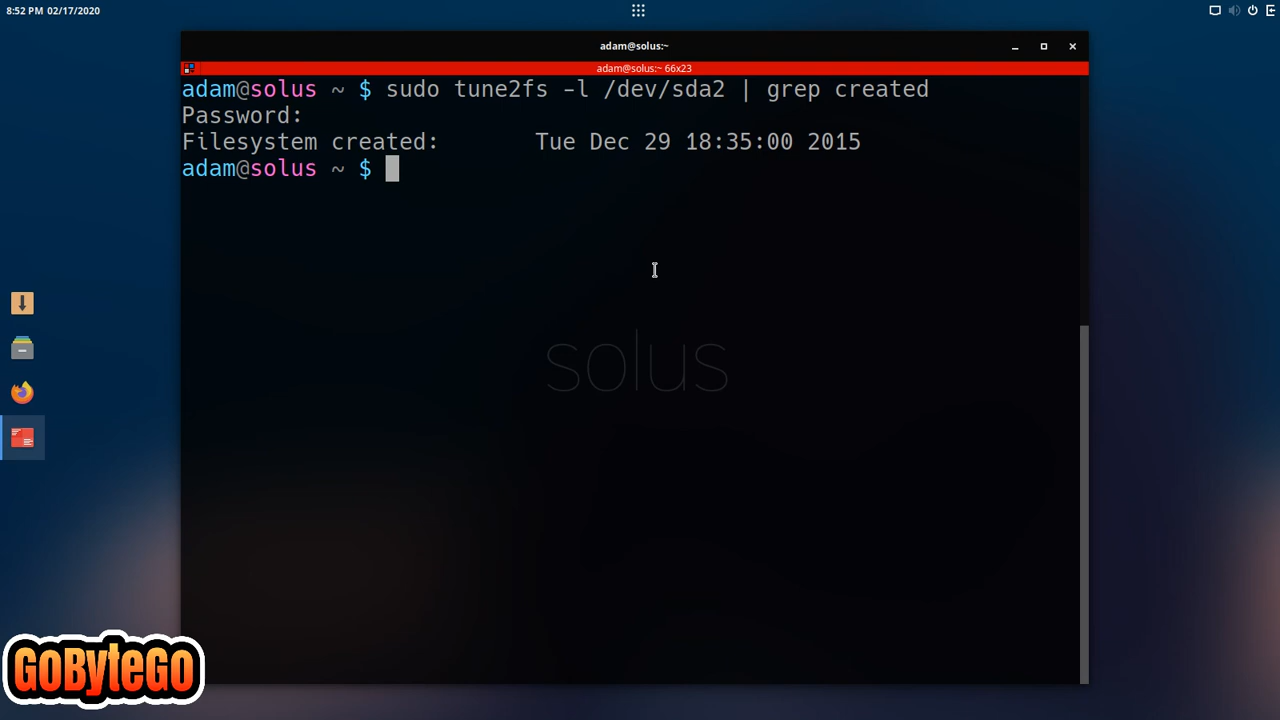 8:52 PM 02/17/2020
adam@solus:~
adam@solus:~ 66x23
adam@solus ~ $ sudo tune2fs -l /dev/sda2 | grep created
Password:
Filesystem created:       Tue Dec 29 18:35:00 2015
adam@solus ~ $
solus
GoByteGo